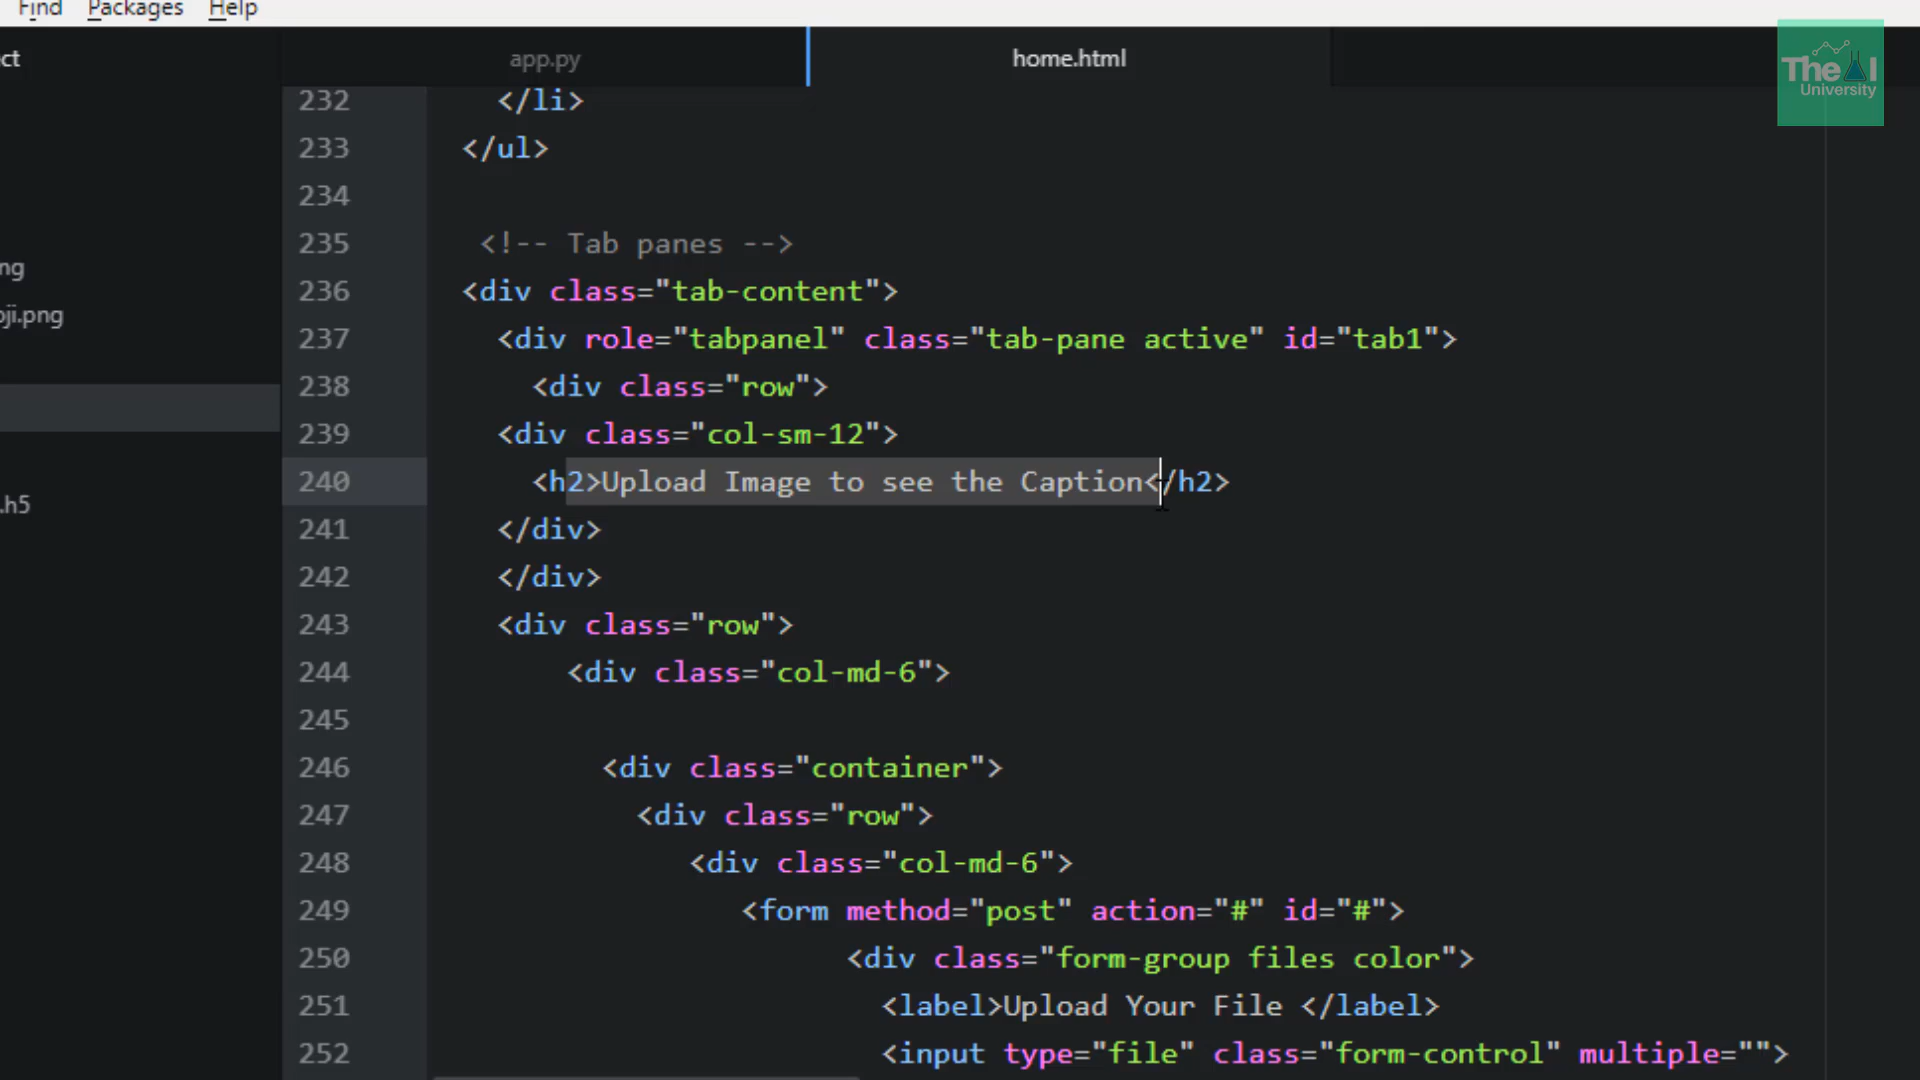 Find Packages Help
ct
app.py
home.html
The AI
University
ng
oji.png
.h5
232 </li>
233 </ul>
234
235 <!-- Tab panes -->
236 <div class="tab-content">
237 <div role="tabpanel" class="tab-pane active" id="tab1">
238 <div class="row">
239 <div class="col-sm-12">
240 <h2>Upload Image to see the Caption</h2>
241 </div>
242 </div>
243 <div class="row">
244 <div class="col-md-6">
245
246 <div class="container">
247 <div class="row">
248 <div class="col-md-6">
249 <form method="post" action="#" id="#">
250 <div class="form-group files color">
251 <label>Upload Your File </label>
252 <input type="file" class="form-control" multiple="">